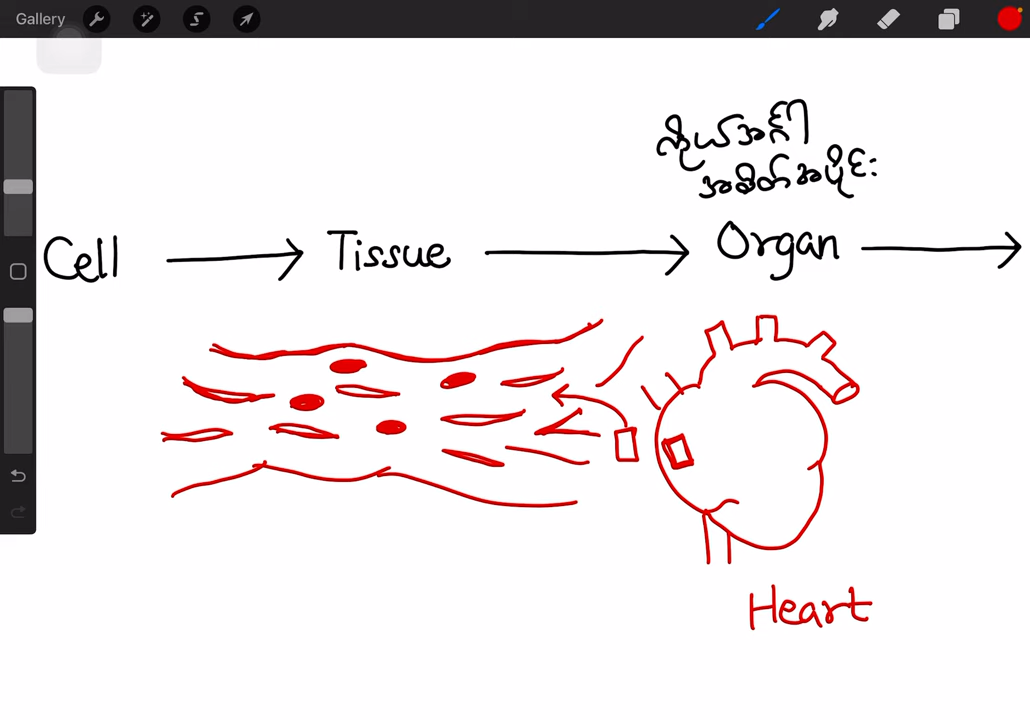 Gallery
ကိုယ်အင်္ဂါ
အစိတ်အပိုင်း
Cell → Tissue → Organ →
Heart